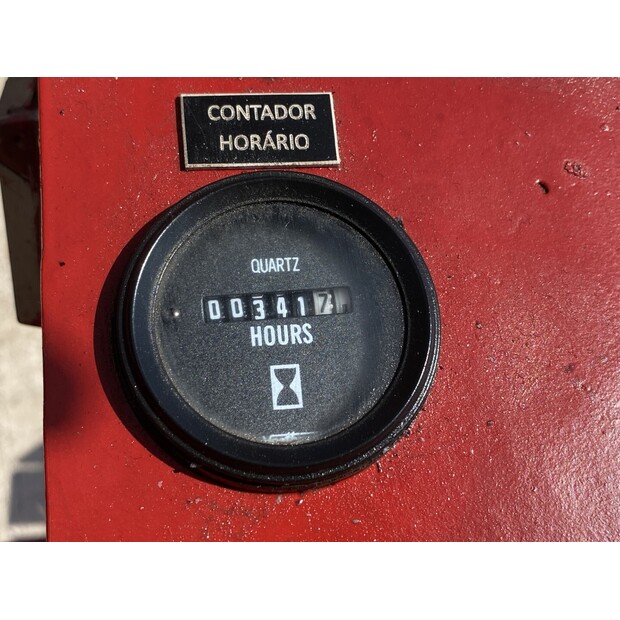 CONTADOR
HORÁRIO
QUARTZ
003417
HOURS